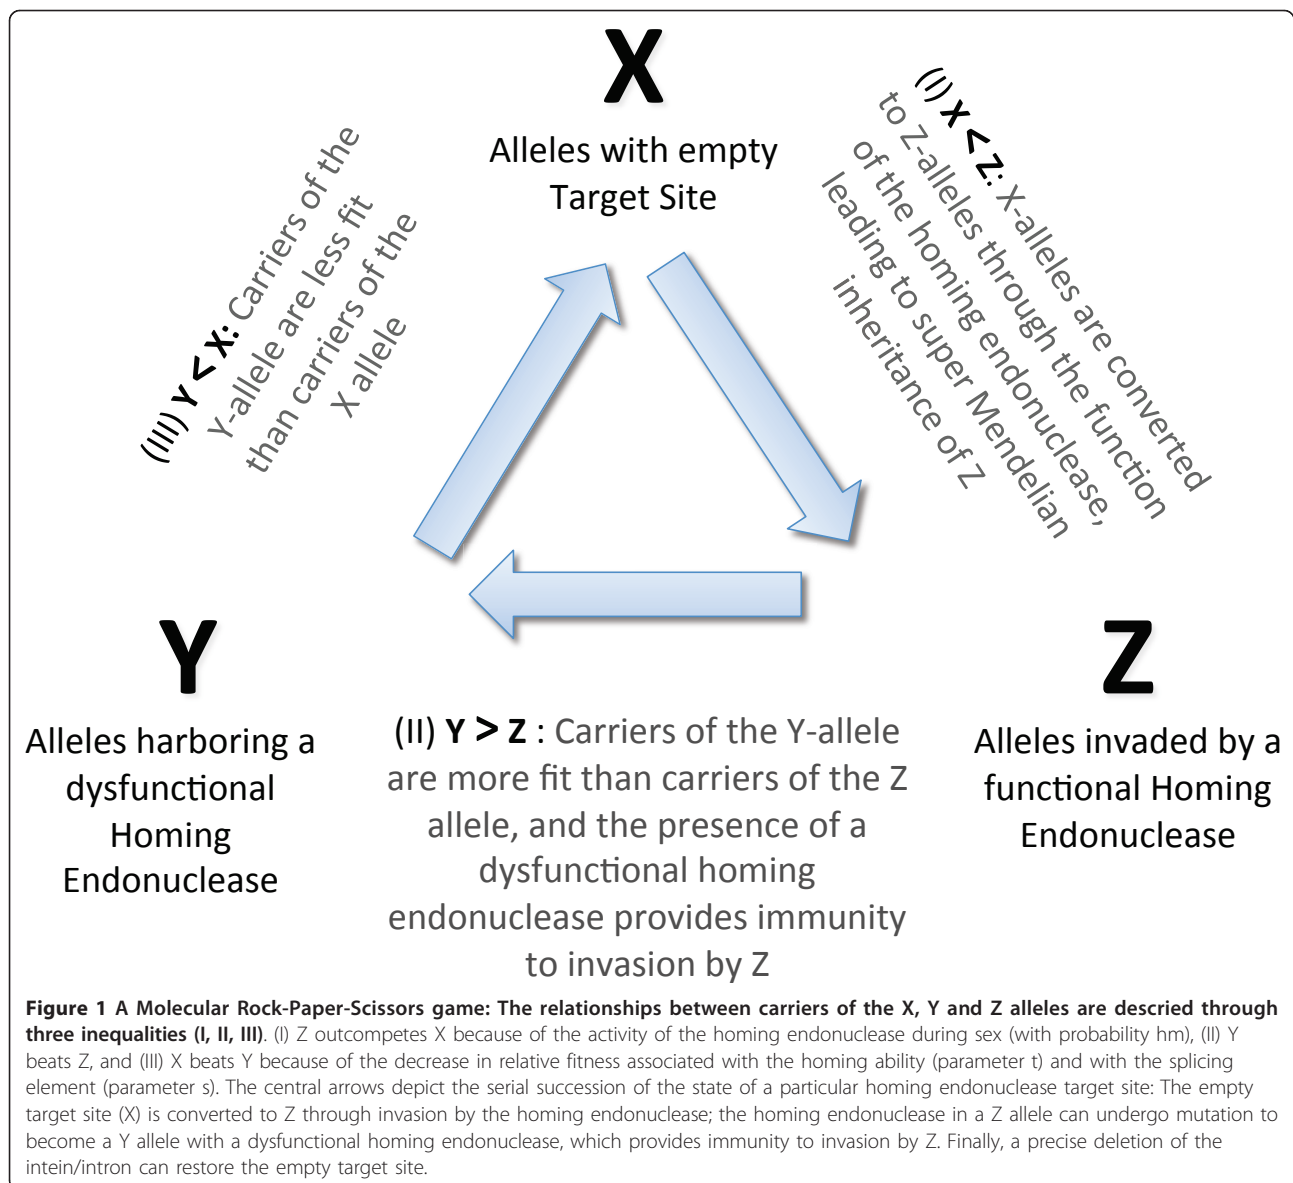 X
Alleles with empty
Target Site
(I) X < Z: X-alleles are converted
to Z-alleles through the function
of the homing endonuclease,
leading to super Mendelian
inheritance of Z
(III) Y < X: Carriers of the
Y-allele are less fit
than carriers of the
X allele
Y
Alleles harboring a
dysfunctional
Homing
Endonuclease
(II) Y > Z : Carriers of the Y-allele
are more fit than carriers of the Z
allele, and the presence of a
dysfunctional homing
endonuclease provides immunity
to invasion by Z
Z
Alleles invaded by a
functional Homing
Endonuclease
Figure 1 A Molecular Rock-Paper-Scissors game: The relationships between carriers of the X, Y and Z alleles are descried through
three inequalities (I, II, III). (I) Z outcompetes X because of the activity of the homing endonuclease during sex (with probability hm), (II) Y
beats Z, and (III) X beats Y because of the decrease in relative fitness associated with the homing ability (parameter t) and with the splicing
element (parameter s). The central arrows depict the serial succession of the state of a particular homing endonuclease target site: The empty
target site (X) is converted to Z through invasion by the homing endonuclease; the homing endonuclease in a Z allele can undergo mutation to
become a Y allele with a dysfunctional homing endonuclease, which provides immunity to invasion by Z. Finally, a precise deletion of the
intein/intron can restore the empty target site.